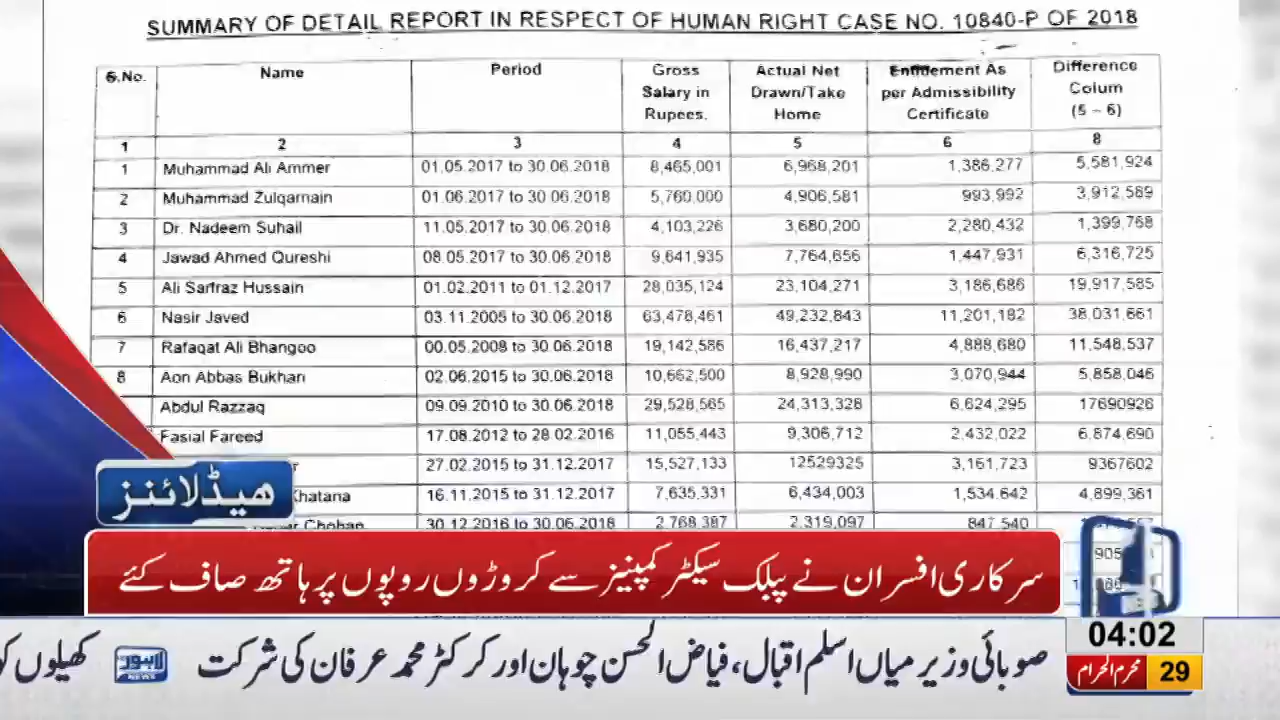 SUMMARY OF DETAIL REPORT IN RESPECT OF HUMAN RIGHT CASE NO. 10840-P OF 2018
S.No. Name Period Gross Salary in Rupees. Actual Net Drawn/Take Home Entitlement As per Admissibility Certificate Difference Colum (5 – 6)
1 2 3 4 5 6 8
1 Muhammad Ali Ammer 01.05.2017 to 30.06.2018 8,465,001 6,968,201 1,386,277 5,581,924
2 Muhammad Zulqarnain 01.06.2017 to 30.06.2018 5,760,000 4,906,581 993,992 3,912,589
3 Dr. Nadeem Suhail 11.05.2017 to 30.06.2018 4,103,226 3,680,200 2,280,432 1,399,768
4 Jawad Ahmed Qureshi 08.05.2017 to 30.06.2018 9,641,935 7,764,656 1,447,931 6,316,725
5 Ali Sarfraz Hussain 01.02.2011 to 01.12.2017 28,035,124 23,104,271 3,186,686 19,917,585
6 Nasir Javed 03.11.2005 to 30.06.2018 63,478,461 49,232,843 11,201,182 38,031,661
7 Rafaqat Ali Bhangoo 00.05.2008 to 30.06.2018 19,142,586 16,437,217 4,888,680 11,548,537
8 Aon Abbas Bukhari 02.06.2015 to 30.06.2018 10,662,500 8,928,990 3,070,944 5,858,046
Abdul Razzaq 09.09.2010 to 30.06.2018 29,528,565 24,313,328 6,624,295 17690926
Fasial Fareed 17.08.2012 to 28.02.2016 11,055,443 9,306,712 2,432,022 6,874,690
27.02.2015 to 31.12.2017 15,527,133 12529325 3,161,723 9367602
Khatana 16.11.2015 to 31.12.2017 7,635,331 6,434,003 1,534,642 4,899,361
Chohan 30.12.2016 to 30.06.2018 2,768,387 2,319,097 847,540
ہیڈلائنز
سرکاری افسران نے پبلک سیکٹر کمپنیز سے کروڑوں روپوں پر ہاتھ صاف کئے
04:02
صوبائی وزیر میاں اسلم اقبال، فیاض الحسن چوہان اور کرکٹر محمد عرفان کی شرکت لاہور NEWS کھیلوں کو
محرم الحرام 29